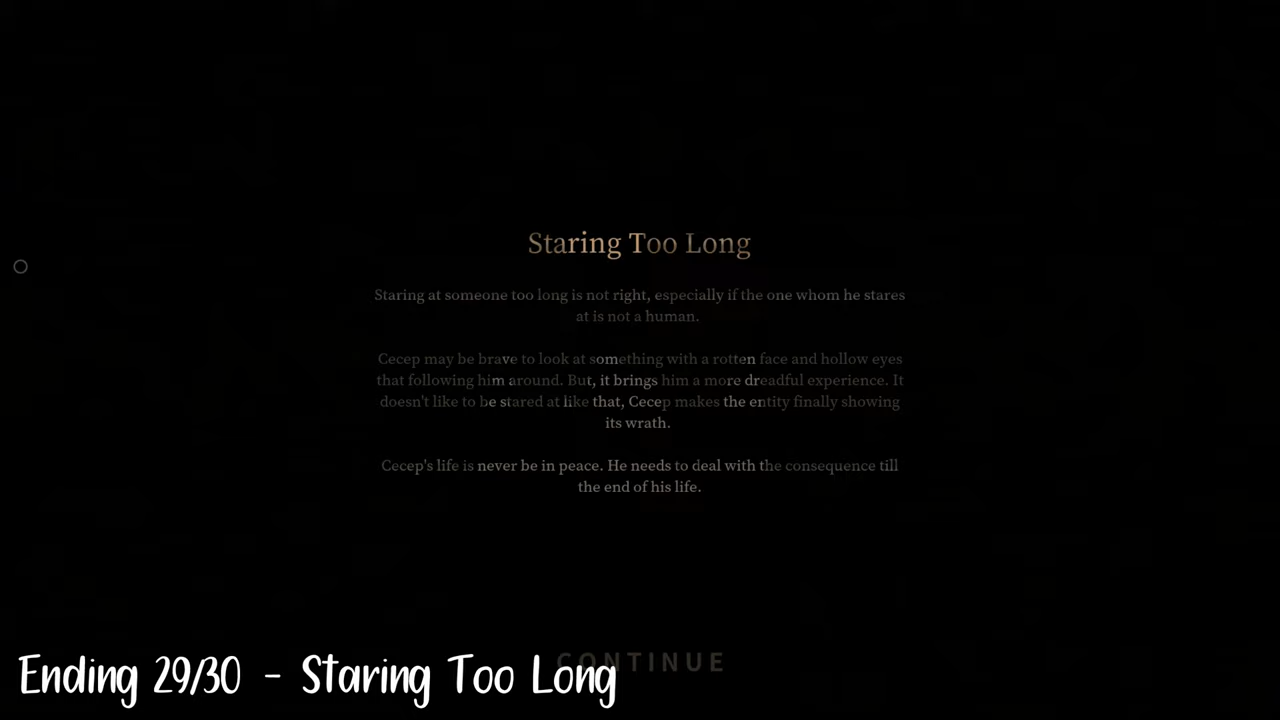 Staring Too Long
Staring at someone too long is not right, especially if the one whom he stares
at is not a human.
Cecep may be brave to look at something with a rotten face and hollow eyes
that following him around. But, it brings him a more dreadful experience. It
doesn't like to be stared at like that, Cecep makes the entity finally showing
its wrath.
Cecep's life is never be in peace. He needs to deal with the consequence till
the end of his life.
CONTINUE
Ending 29/30 - Staring Too Long